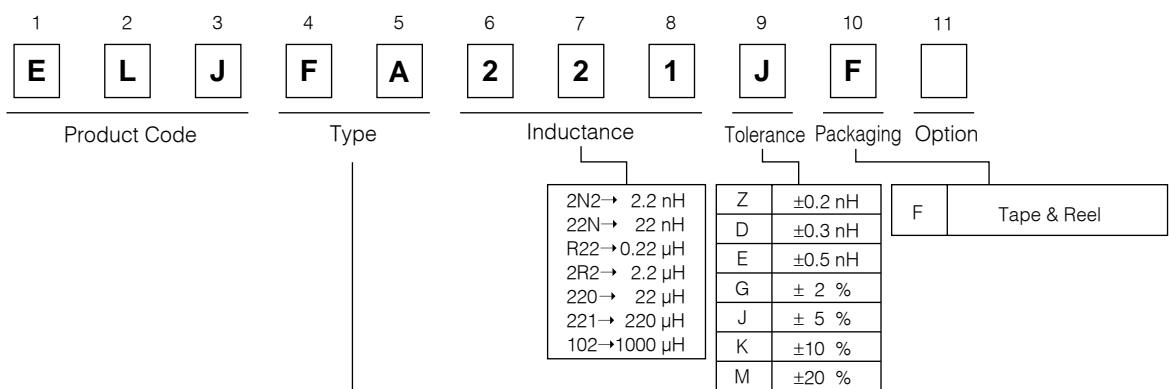 1 2 3 4 5 6 7 8 9 10 11
E L J F A 2 2 1 J F
Product Code Type Inductance Tolerance Packaging Option
2N2→ 2.2 nH
22N→ 22 nH
R22→0.22 µH
2R2→ 2.2 µH
220→ 22 µH
221→ 220 µH
102→1000 µH
Z ±0.2 nH
D ±0.3 nH
E ±0.5 nH
G ± 2 %
J ± 5 %
K ±10 %
M ±20 %
F Tape & Reel